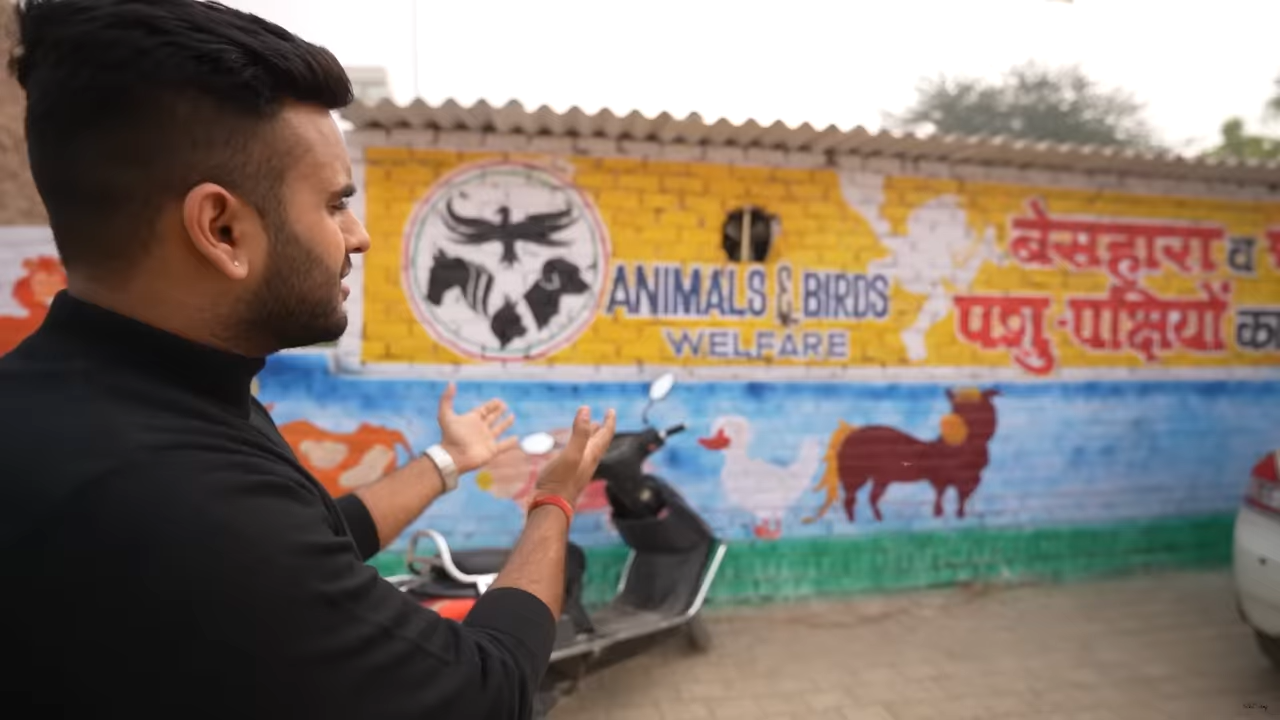 ANIMALS & BIRDS
WELFARE
बेसहारा व
पशु-पक्षियों का